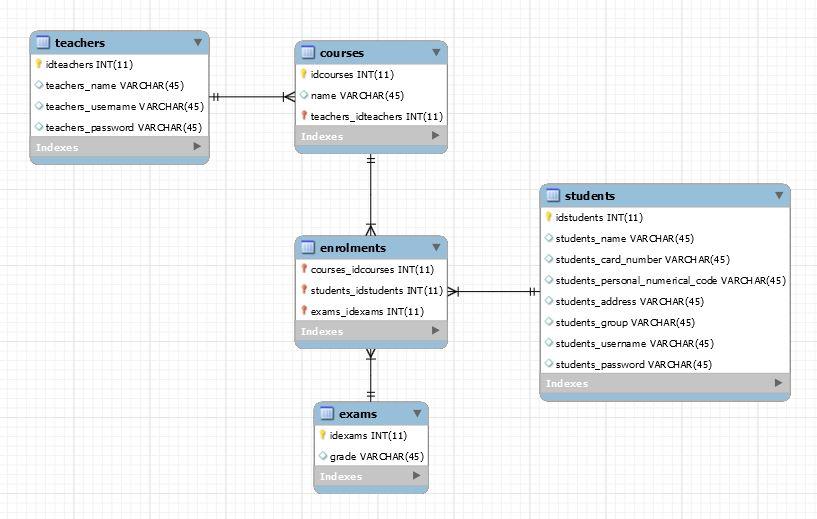 teachers
idteachers INT(11)
teachers_name VARCHAR(45)
teachers_username VARCHAR(45)
teachers_password VARCHAR(45)
Indexes
courses
idcourses INT(11)
name VARCHAR(45)
teachers_idteachers INT(11)
Indexes
enrolments
courses_idcourses INT(11)
students_idstudents INT(11)
exams_idexams INT(11)
Indexes
students
idstudents INT(11)
students_name VARCHAR(45)
students_card_number VARCHAR(45)
students_personal_numerical_code VARCHAR(45)
students_address VARCHAR(45)
students_group VARCHAR(45)
students_username VARCHAR(45)
students_password VARCHAR(45)
Indexes
exams
idexams INT(11)
grade VARCHAR(45)
Indexes